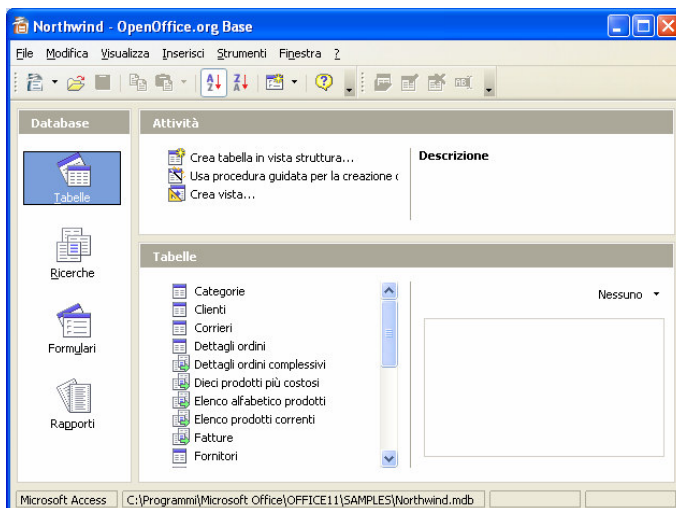 Northwind - OpenOffice.org Base
File Modifica Visualizza Inserisci Strumenti Finestra ?
Database
Tabelle
Ricerche
Formulari
Rapporti
Attività
Crea tabella in vista struttura...
Usa procedura guidata per la creazione
Crea vista...
Descrizione
Tabelle
Categorie
Clienti
Corrieri
Dettagli ordini
Dettagli ordini complessivi
Dieci prodotti più costosi
Elenco alfabetico prodotti
Elenco prodotti correnti
Fatture
Fornitori
Nessuno
Microsoft Access C:\Programmi\Microsoft Office\OFFICE11\SAMPLES\Northwind.mdb